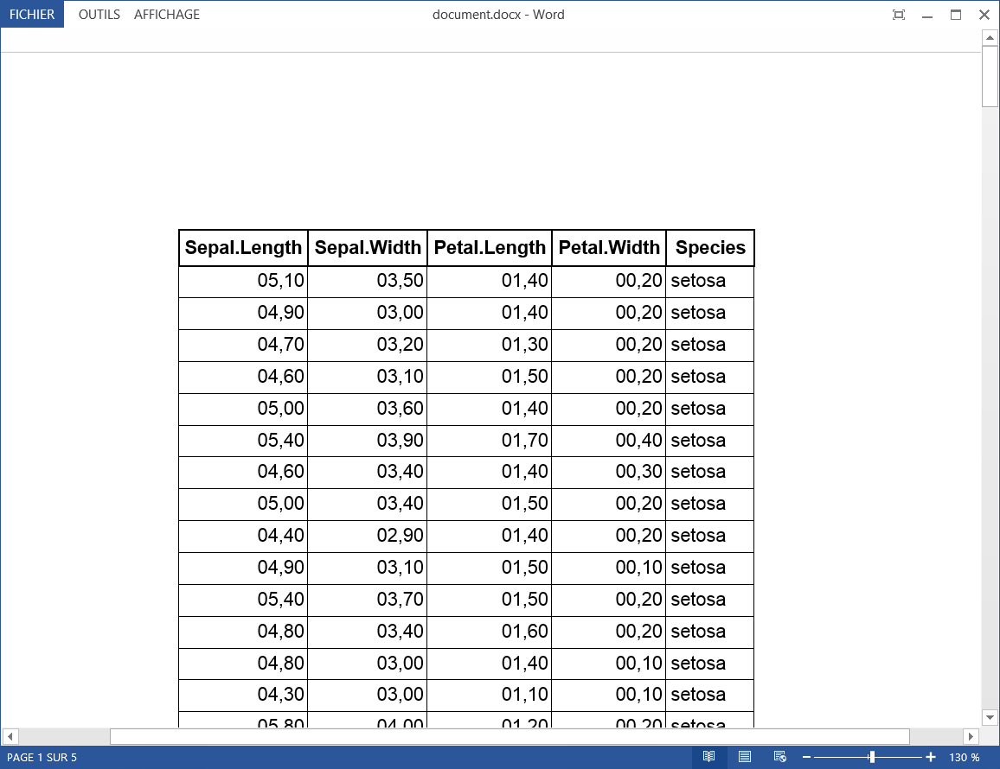 FICHIER OUTILS AFFICHAGE document.docx - Word
Sepal.Length Sepal.Width Petal.Length Petal.Width Species
05,10 03,50 01,40 00,20 setosa
04,90 03,00 01,40 00,20 setosa
04,70 03,20 01,30 00,20 setosa
04,60 03,10 01,50 00,20 setosa
05,00 03,60 01,40 00,20 setosa
05,40 03,90 01,70 00,40 setosa
04,60 03,40 01,40 00,30 setosa
05,00 03,40 01,50 00,20 setosa
04,40 02,90 01,40 00,20 setosa
04,90 03,10 01,50 00,10 setosa
05,40 03,70 01,50 00,20 setosa
04,80 03,40 01,60 00,20 setosa
04,80 03,00 01,40 00,10 setosa
04,30 03,00 01,10 00,10 setosa
05,80 04,00 01,20 00,20 setosa
PAGE 1 SUR 5 130 %